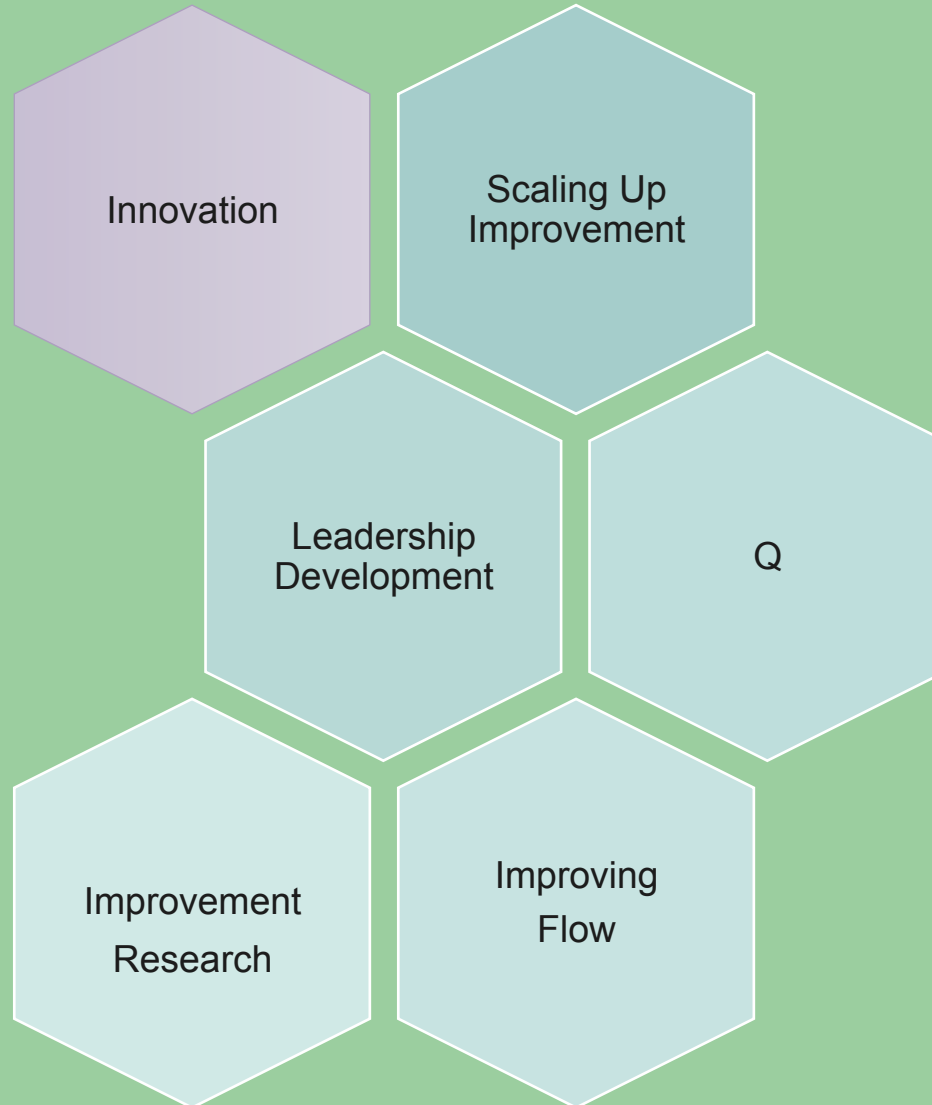 Innovation
Scaling Up
Improvement
Leadership
Development
Q
Improvement
Research
Improving
Flow